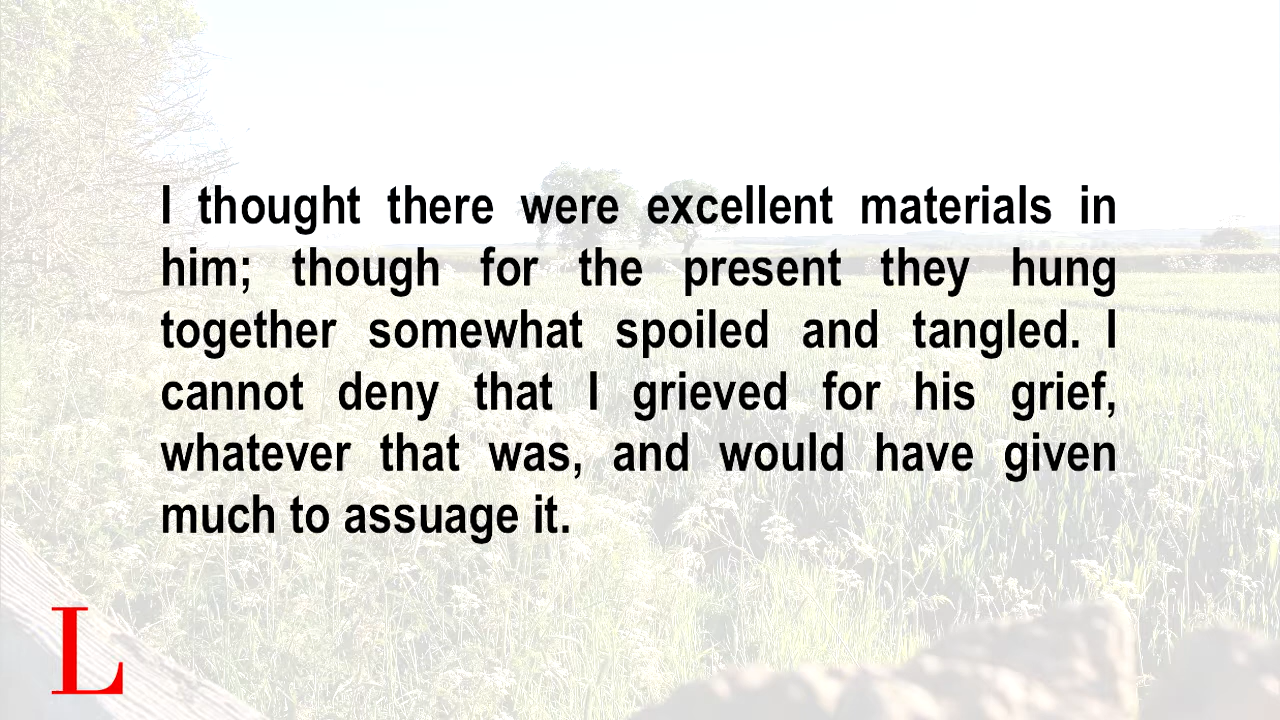 I thought there were excellent materials in
him; though for the present they hung
together somewhat spoiled and tangled. I
cannot deny that I grieved for his grief,
whatever that was, and would have given
much to assuage it.
L